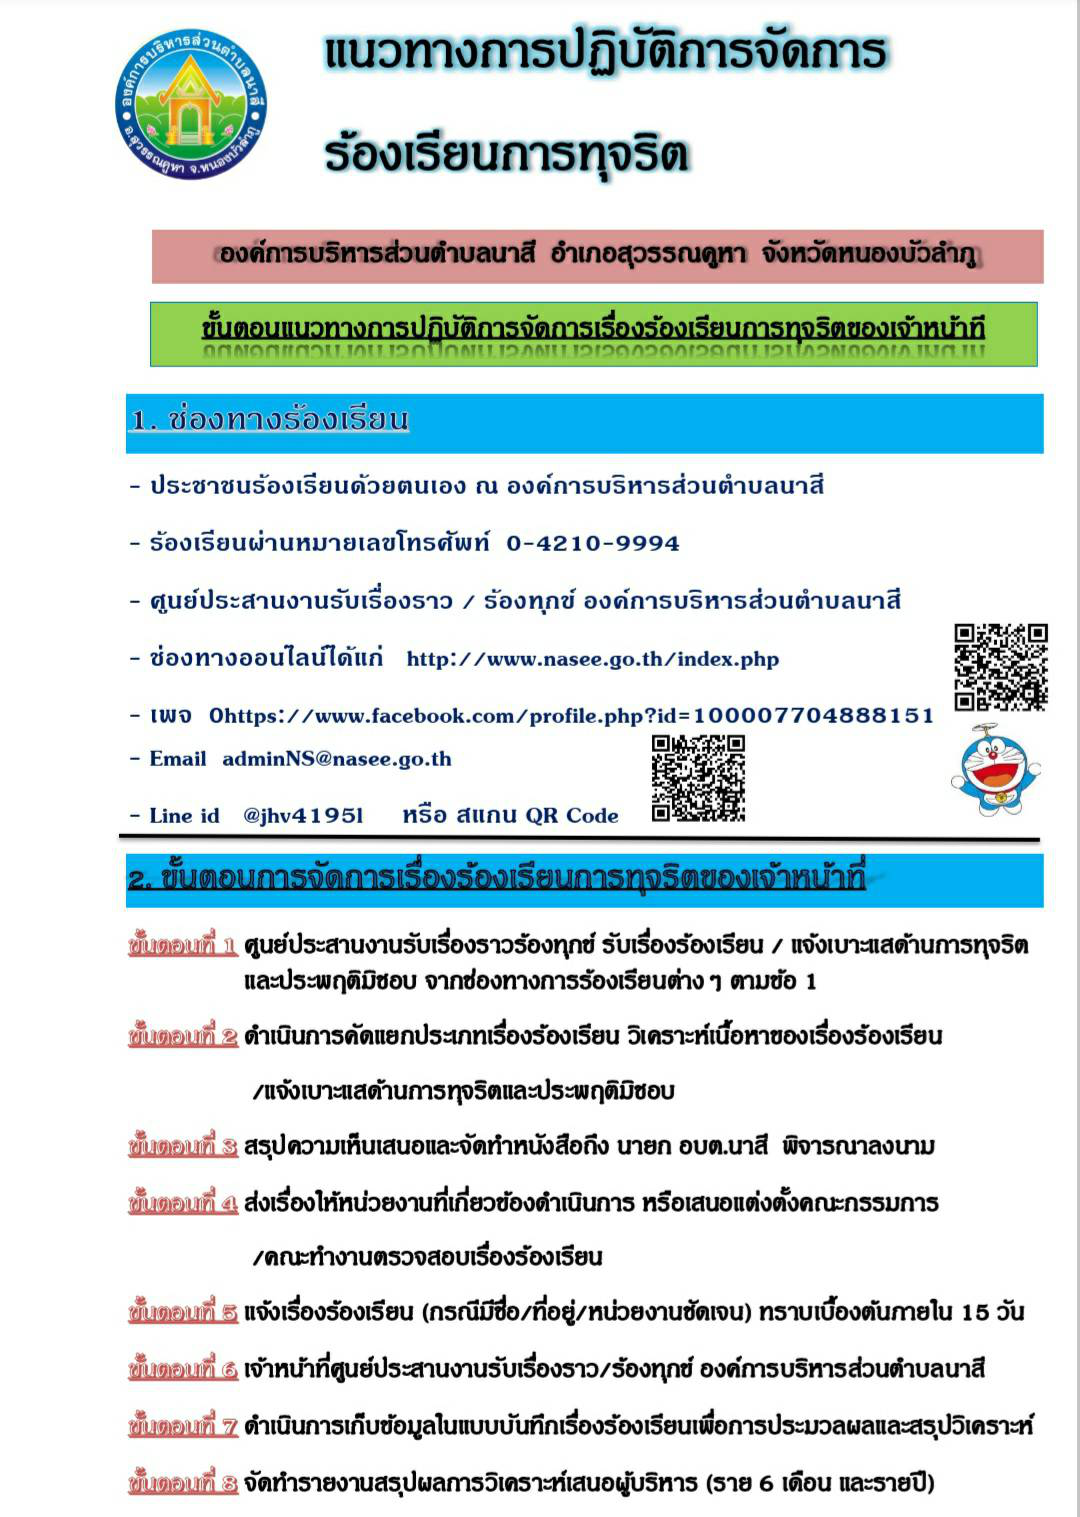 องค์การบริหารส่วนตำบลนาสี
อ.สุวรรณคูหา จ.หนองบัวลำภู
แนวทางการปฏิบัติการจัดการ
ร้องเรียนการทุจริต
องค์การบริหารส่วนตำบลนาสี อำเภอสุวรรณคูหา จังหวัดหนองบัวลำภู
ขั้นตอนแนวทางการปฏิบัติการจัดการเรื่องร้องเรียนการทุจริตของเจ้าหน้าที่
1. ช่องทางร้องเรียน
- ประชาชนร้องเรียนด้วยตนเอง ณ องค์การบริหารส่วนตำบลนาสี
- ร้องเรียนผ่านหมายเลขโทรศัพท์ 0-4210-9994
- ศูนย์ประสานงานรับเรื่องราว / ร้องทุกข์ องค์การบริหารส่วนตำบลนาสี
- ช่องทางออนไลน์ได้แก่ http://www.nasee.go.th/index.php
- เพจ 0https://www.facebook.com/profile.php?id=100007704888151
- Email adminNS@nasee.go.th
- Line id @jhv4195l หรือ สแกน QR Code
2. ขั้นตอนการจัดการเรื่องร้องเรียนการทุจริตของเจ้าหน้าที่
ขั้นตอนที่ 1 ศูนย์ประสานงานรับเรื่องราวร้องทุกข์ รับเรื่องร้องเรียน / แจ้งเบาะแสด้านการทุจริต
และประพฤติมิชอบ จากช่องทางการร้องเรียนต่าง ๆ ตามข้อ 1
ขั้นตอนที่ 2 ดำเนินการคัดแยกประเภทเรื่องร้องเรียน วิเคราะห์เนื้อหาของเรื่องร้องเรียน
/แจ้งเบาะแสด้านการทุจริตและประพฤติมิชอบ
ขั้นตอนที่ 3 สรุปความเห็นเสนอและจัดทำหนังสือถึง นายก อบต.นาสี พิจารณาลงนาม
ขั้นตอนที่ 4 ส่งเรื่องให้หน่วยงานที่เกี่ยวข้องดำเนินการ หรือเสนอแต่งตั้งคณะกรรมการ
/คณะทำงานตรวจสอบเรื่องร้องเรียน
ขั้นตอนที่ 5 แจ้งเรื่องร้องเรียน (กรณีมีชื่อ/ที่อยู่/หน่วยงานชัดเจน) ทราบเบื้องต้นภายใน 15 วัน
ขั้นตอนที่ 6 เจ้าหน้าที่ศูนย์ประสานงานรับเรื่องราว/ร้องทุกข์ องค์การบริหารส่วนตำบลนาสี
ขั้นตอนที่ 7 ดำเนินการเก็บข้อมูลในแบบบันทึกเรื่องร้องเรียนเพื่อการประมวลผลและสรุปวิเคราะห์
ขั้นตอนที่ 8 จัดทำรายงานสรุปผลการวิเคราะห์เสนอผู้บริหาร (ราย 6 เดือน และรายปี)